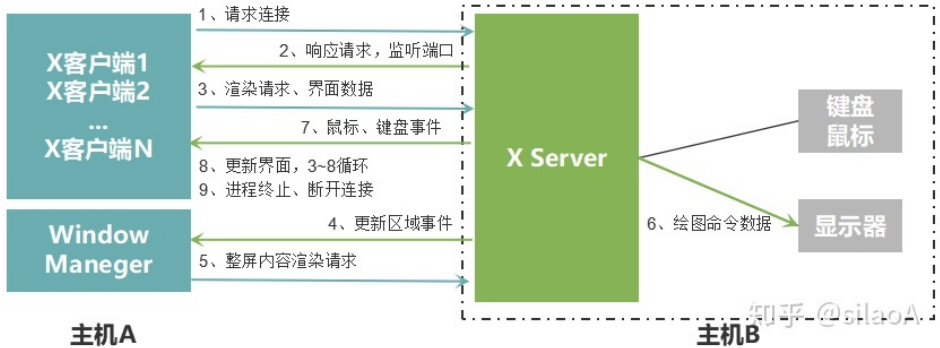 1、请求连接
2、响应请求，监听端口
3、渲染请求、界面数据
7、鼠标、键盘事件
8、更新界面，3~8循环
9、进程终止、断开连接
X客户端1
X客户端2
...
X客户端N
Window
Maneger
4、更新区域事件
5、整屏内容渲染请求
X Server
键盘
鼠标
6、绘图命令数据
显示器
主机A
主机B
知乎 @silaoA